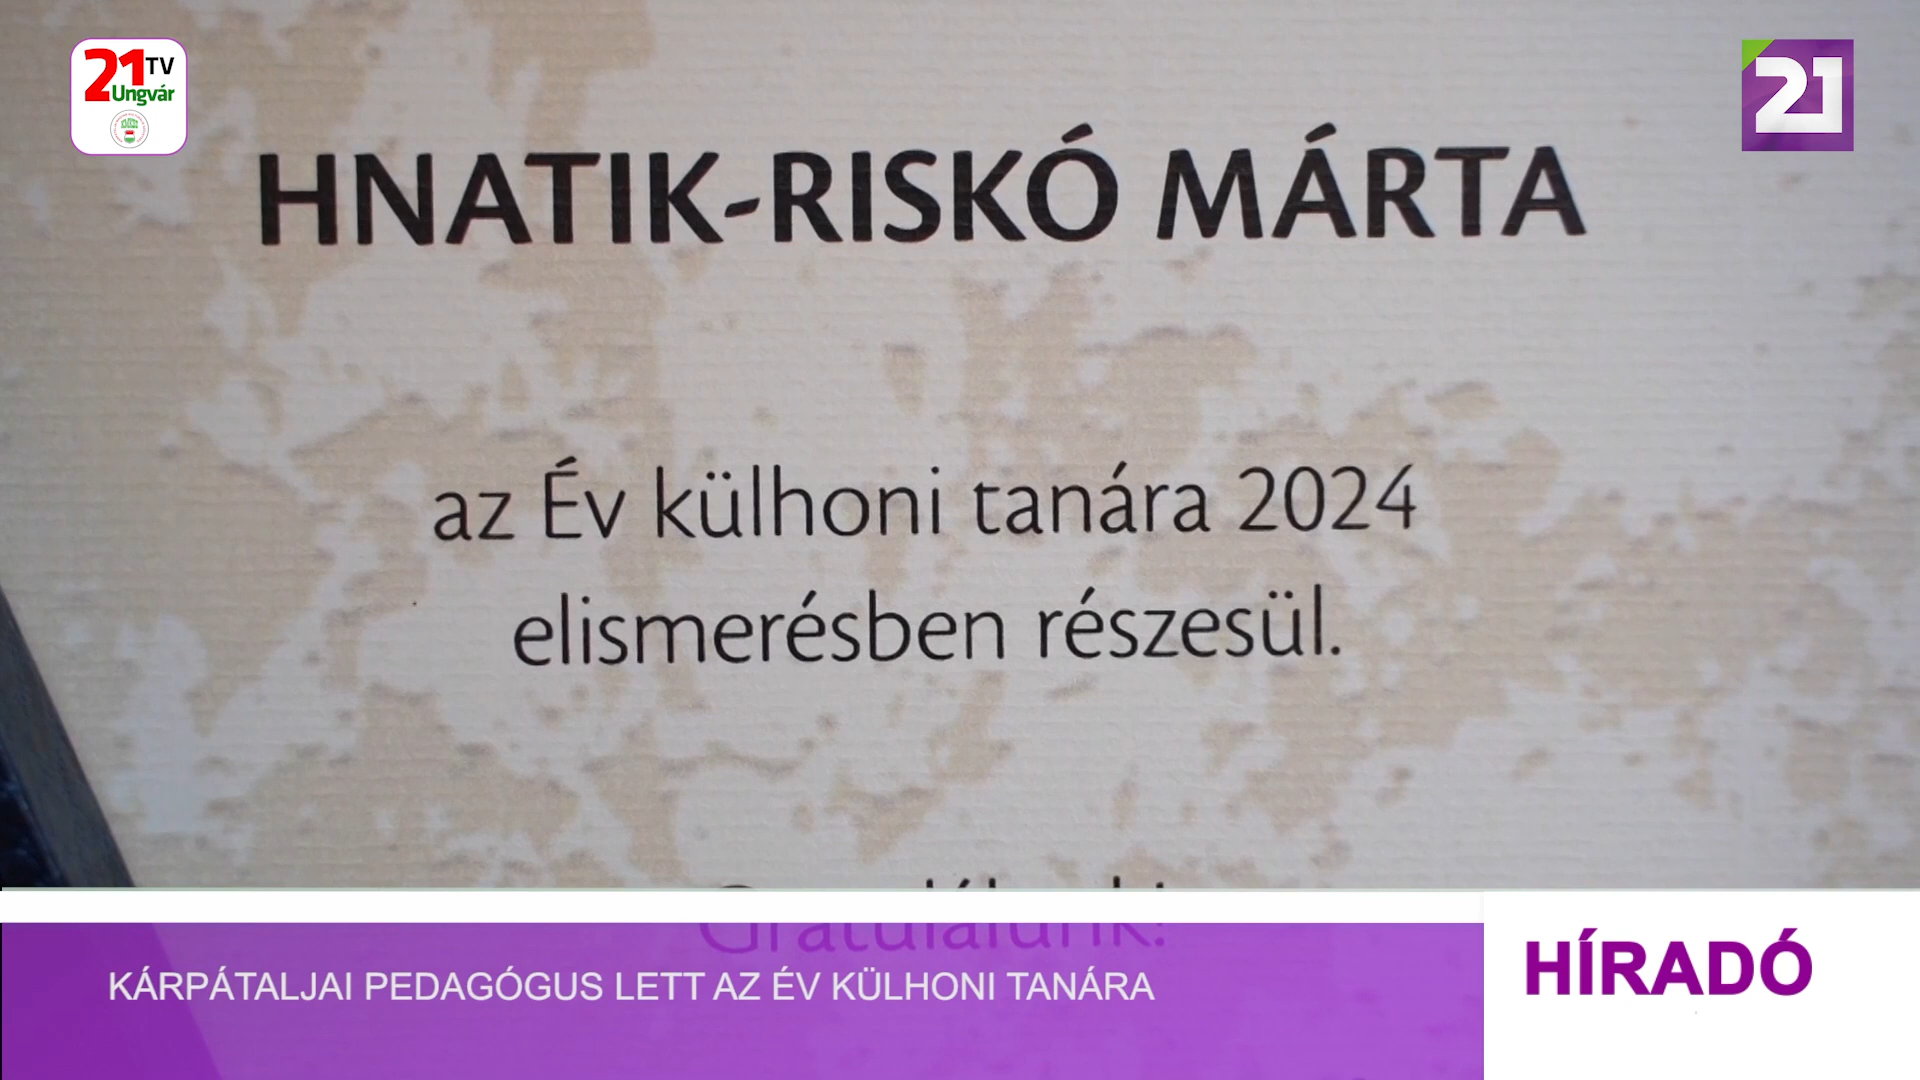 21 TV
Ungvár
21
HNATIK-RISKÓ MÁRTA
az Év külhoni tanára 2024
elismerésben részesül.
Gratulálunk!
KÁRPÁTALJAI PEDAGÓGUS LETT AZ ÉV KÜLHONI TANÁRA
HÍRADÓ